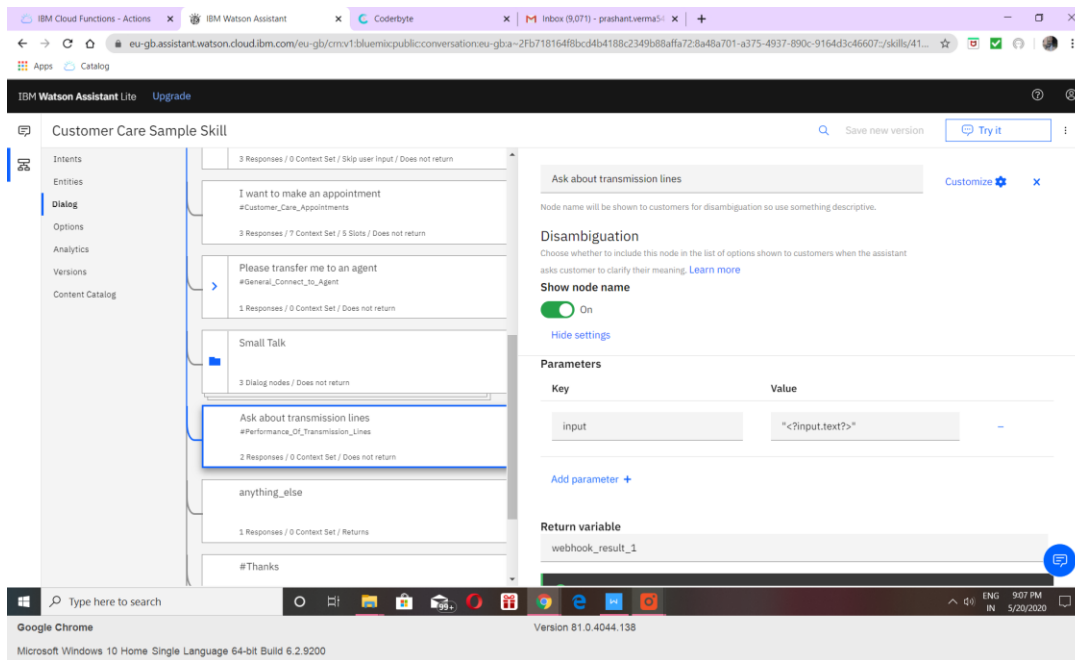 IBM Cloud Functions - Actions
IBM Watson Assistant
Coderbyte
Inbox (9,071) - prashant.verma54
eu-gb.assistant.watson.cloud.ibm.com/eu-gb/crn:v1:bluemix:public:conversation:eu-gb:a~2Fb718164f8bcd4b4188c2349b88affa72:8a48a701-a375-4937-890c-9164d3c46607::/skills/41...
Apps
Catalog
IBM Watson Assistant Lite
Upgrade
Customer Care Sample Skill
Save new version
Try it
Intents
Entities
Dialog
Options
Analytics
Versions
Content Catalog
3 Responses / 0 Context Set / Skip user input / Does not return
I want to make an appointment
#Customer_Care_Appointments
3 Responses / 7 Context Set / 5 Slots / Does not return
Please transfer me to an agent
#General_Connect_to_Agent
1 Responses / 0 Context Set / Does not return
Small Talk
3 Dialog nodes / Does not return
Ask about transmission lines
#Performance_Of_Transmission_Lines
2 Responses / 0 Context Set / Does not return
anything_else
1 Responses / 0 Context Set / Returns
#Thanks
Ask about transmission lines
Customize
Node name will be shown to customers for disambiguation so use something descriptive.
Disambiguation
Choose whether to include this node in the list of options shown to customers when the assistant
asks customer to clarify their meaning. Learn more
Show node name
On
Hide settings
Parameters
Key
Value
input
"<?input.text?>"
Add parameter +
Return variable
webhook_result_1
Type here to search
99+
ENG
IN
9:07 PM
5/20/2020
Google Chrome
Version 81.0.4044.138
Microsoft Windows 10 Home Single Language 64-bit Build 6.2.9200